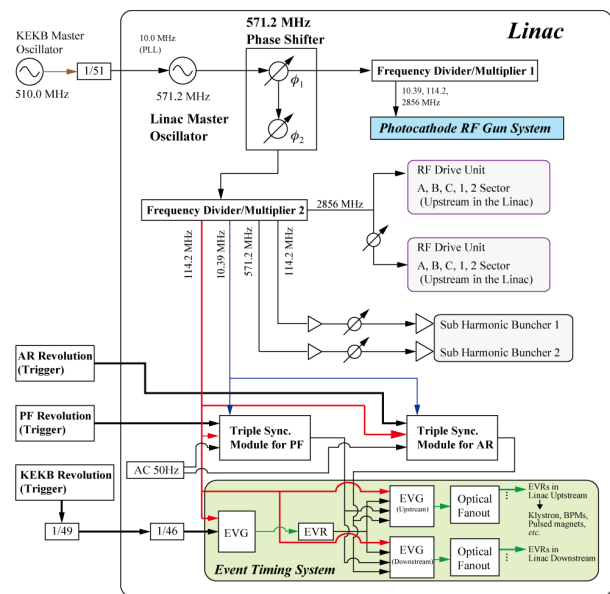 Linac
KEKB Master
Oscillator
510.0 MHz
1/51
10.0 MHz
(PLL)
571.2 MHz
Linac Master
Oscillator
571.2 MHz
Phase Shifter
ϕ1
ϕ2
Frequency Divider/Multiplier 1
10.39, 114.2,
2856 MHz
Photocathode RF Gun System
Frequency Divider/Multiplier 2
2856 MHz
RF Drive Unit
A, B, C, 1, 2 Sector
(Upstream in the Linac)
RF Drive Unit
A, B, C, 1, 2 Sector
(Upstream in the Linac)
114.2 MHz
10.39 MHz
571.2 MHz
114.2 MHz
Sub Harmonic Buncher 1
Sub Harmonic Buncher 2
AR Revolution
(Trigger)
PF Revolution
(Trigger)
KEKB Revolution
(Trigger)
AC 50Hz
Triple Sync.
Module for PF
Triple Sync.
Module for AR
1/49
1/46
EVG
EVR
EVG
(Upstream)
Optical
Fanout
EVRs in
Linac Upstream
Klystron, BPMs,
Pulsed magnets,
etc.
EVG
(Downstream)
Optical
Fanout
EVRs in
Linac Downstream
Event Timing System